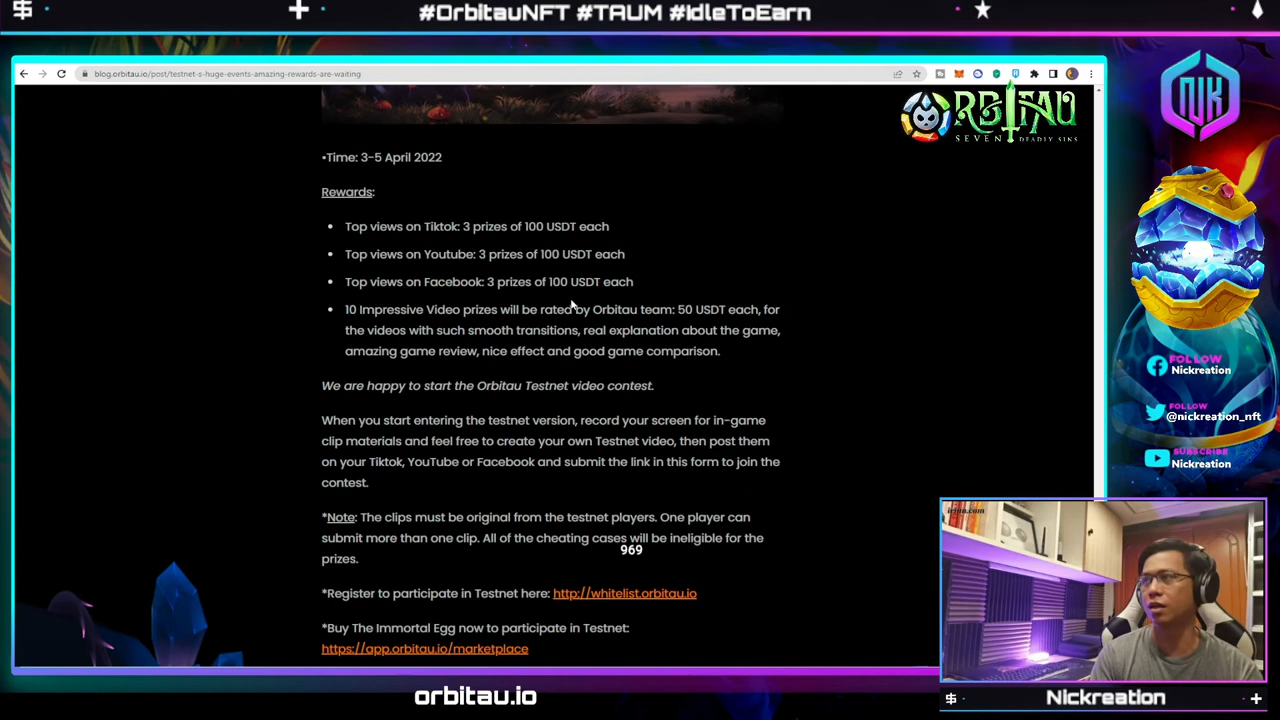 #OrbitauNFT #TAUM #IdleToEarn
blog.orbitau.io/post/testnet-s-huge-events-amazing-rewards-are-waiting
NIK
ORBITAU
SEVEN DEADLY SINS
•Time: 3-5 April 2022
Rewards:
• Top views on Tiktok: 3 prizes of 100 USDT each
• Top views on Youtube: 3 prizes of 100 USDT each
• Top views on Facebook: 3 prizes of 100 USDT each
• 10 Impressive Video prizes will be rated by Orbitau team: 50 USDT each, for
the videos with such smooth transitions, real explanation about the game,
amazing game review, nice effect and good game comparison.
We are happy to start the Orbitau Testnet video contest.
When you start entering the testnet version, record your screen for in-game
clip materials and feel free to create your own Testnet video, then post them
on your Tiktok, YouTube or Facebook and submit the link in this form to join the
contest.
*Note: The clips must be original from the testnet players. One player can
submit more than one clip. All of the cheating cases will be ineligible for the
prizes.
969
*Register to participate in Testnet here: http://whitelist.orbitau.io
*Buy The Immortal Egg now to participate in Testnet:
https://app.orbitau.io/marketplace
FOLLOW
Nickreation
FOLLOW
@nickreation_nft
SUBSCRIBE
Nickreation
iriun.com
orbitau.io
Nickreation